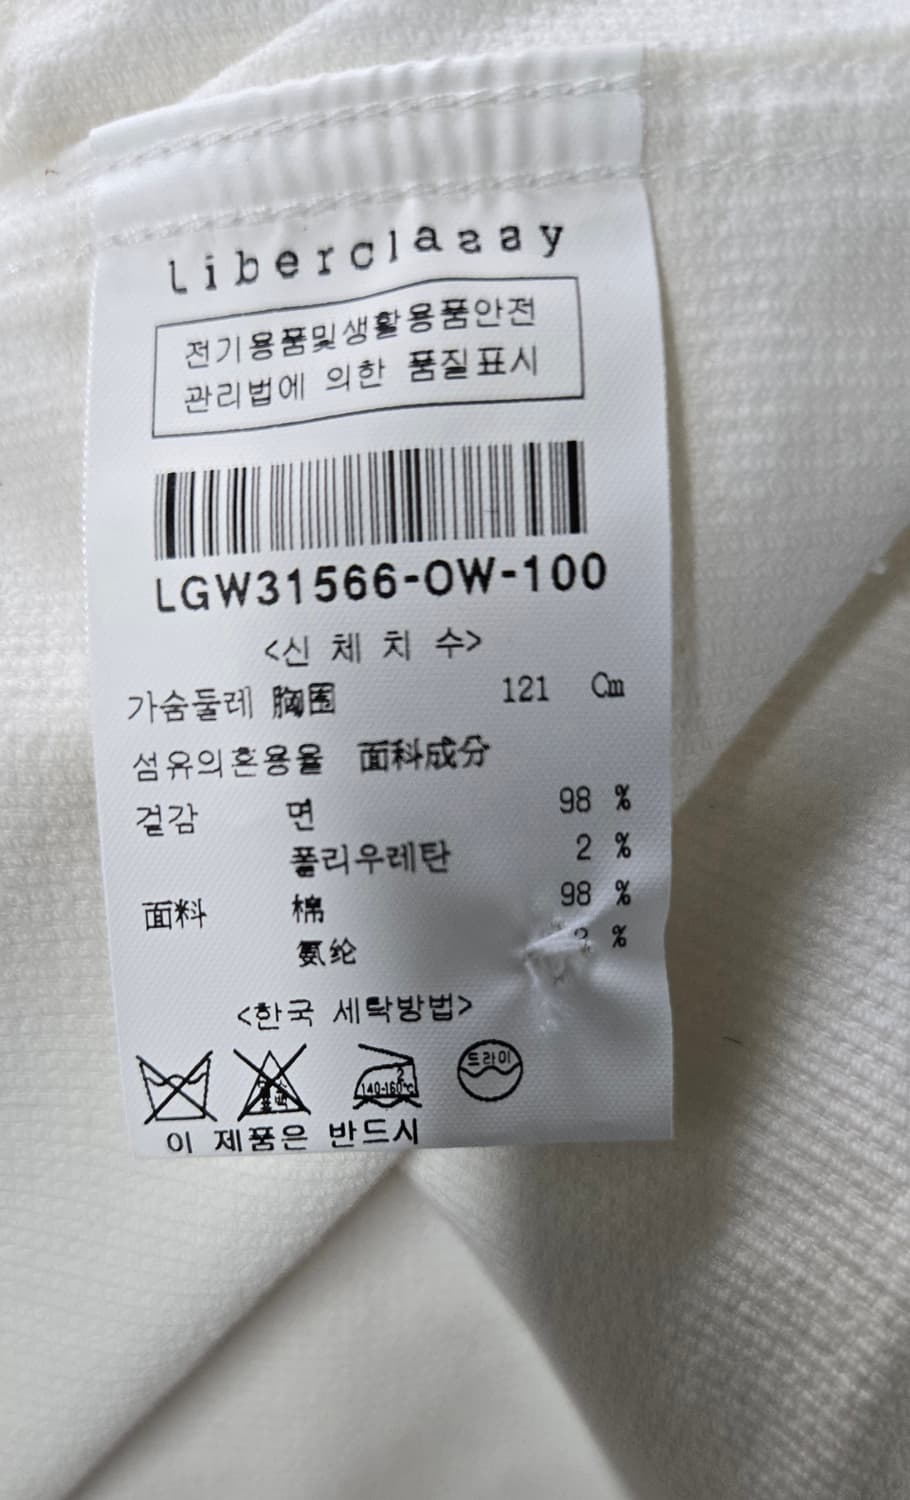 Liberclassy
전기용품및생활용품안전
관리법에 의한 품질표시
LGW31566-OW-100
<신 체 치 수>
가슴둘레 胸围 121 Cm
섬유의혼용율 面料成分
겉감 면 98 %
폴리우레탄 2 %
面料 棉 98 %
氨纶 %
<한국 세탁방법>
2
140-160℃
드라이
이 제품은 반드시